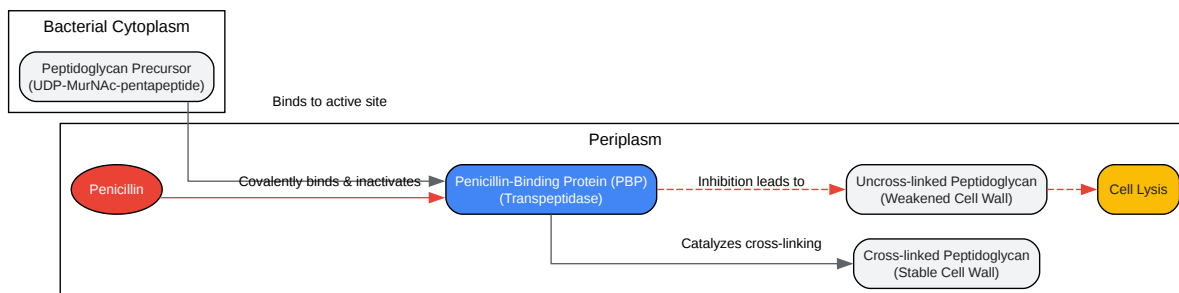 Bacterial Cytoplasm
Peptidoglycan Precursor
(UDP-MurNAc-pentapeptide)
Binds to active site
Periplasm
Penicillin
Covalently binds & inactivates
Penicillin-Binding Protein (PBP)
(Transpeptidase)
Inhibition leads to
Uncross-linked Peptidoglycan
(Weakened Cell Wall)
Cell Lysis
Catalyzes cross-linking
Cross-linked Peptidoglycan
(Stable Cell Wall)